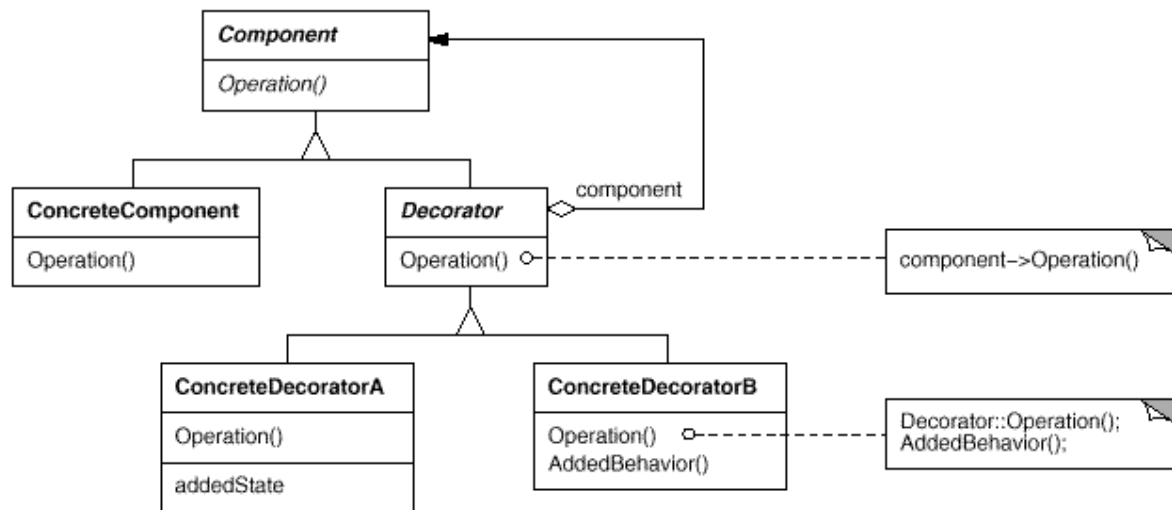 Component
Operation()
component
ConcreteComponent
Operation()
Decorator
Operation()
component–>Operation()
ConcreteDecoratorA
Operation()
addedState
ConcreteDecoratorB
Operation()
AddedBehavior()
Decorator::Operation();
AddedBehavior();